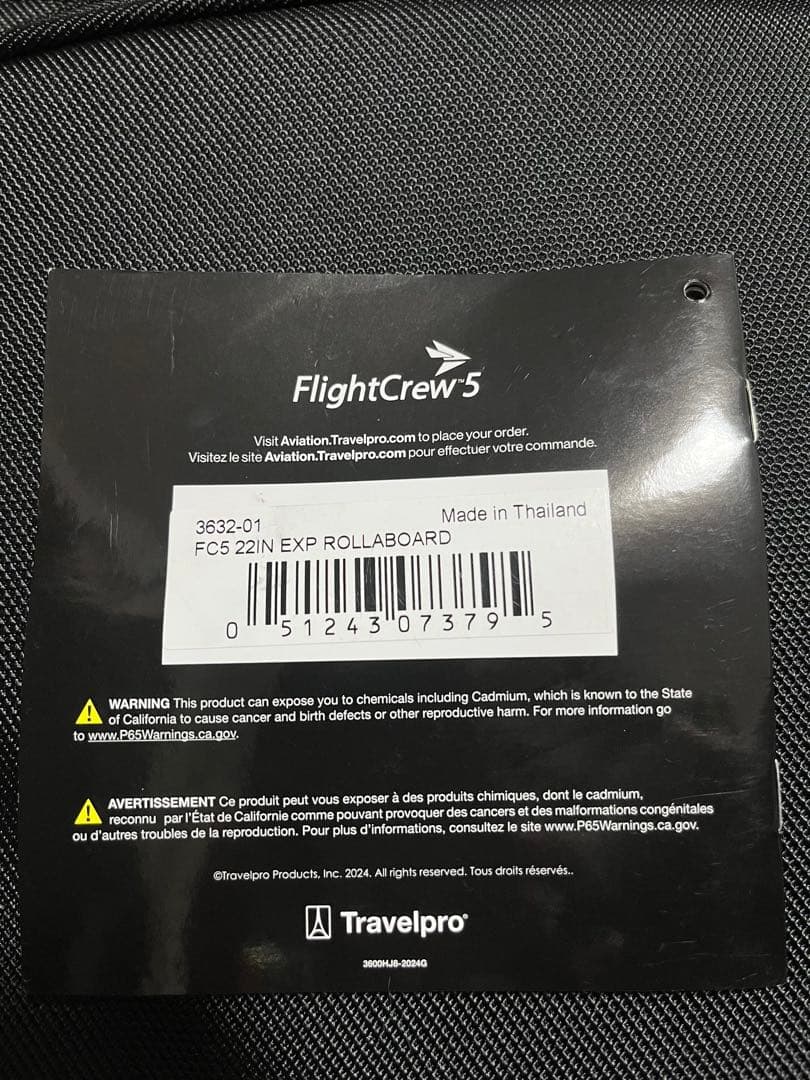 FlightCrew™5
Visit Aviation.Travelpro.com to place your order.
Visitez le site Aviation.Travelpro.com pour effectuer votre commande.
3632-01 Made in Thailand
FC5 22IN EXP ROLLABOARD
0 51243 07379 5
WARNING This product can expose you to chemicals including Cadmium, which is known to the State
of California to cause cancer and birth defects or other reproductive harm. For more information go
to www.P65Warnings.ca.gov.
AVERTISSEMENT Ce produit peut vous exposer à des produits chimiques, dont le cadmium,
reconnu par l'État de Californie comme pouvant provoquer des cancers et des malformations congénitales
ou d'autres troubles de la reproduction. Pour plus d'informations, consultez le site www.P65Warnings.ca.gov.
©Travelpro Products, Inc. 2024. All rights reserved. Tous droits réservés..
Travelpro®
3600HJB-2024G